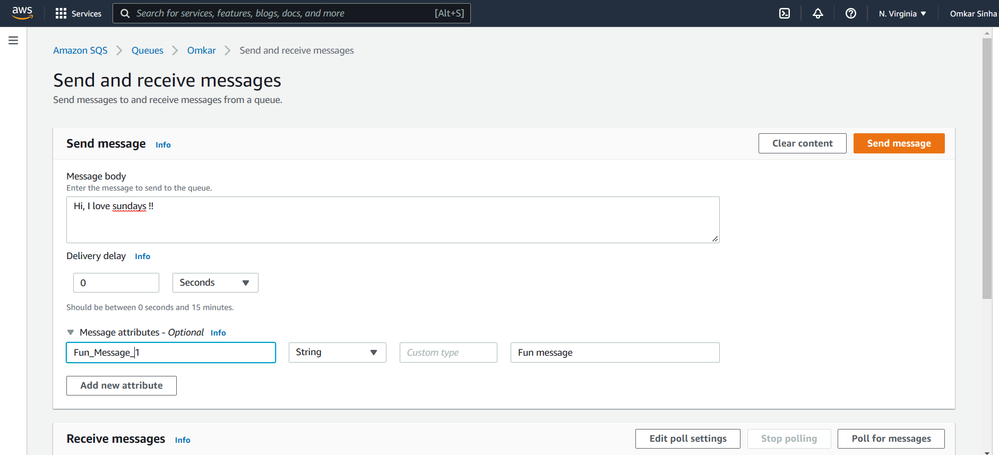 aws Services Search for services, features, blogs, docs, and more [Alt+S] N. Virginia Omkar Sinha
Amazon SQS Queues Omkar Send and receive messages
Send and receive messages
Send messages to and receive messages from a queue.
Send message Info Clear content Send message
Message body
Enter the message to send to the queue.
Hi, I love sundays !!
Delivery delay Info
0 Seconds
Should be between 0 seconds and 15 minutes.
Message attributes - Optional Info
Fun_Message_1 String Custom type Fun message
Add new attribute
Receive messages Info Edit poll settings Stop polling Poll for messages